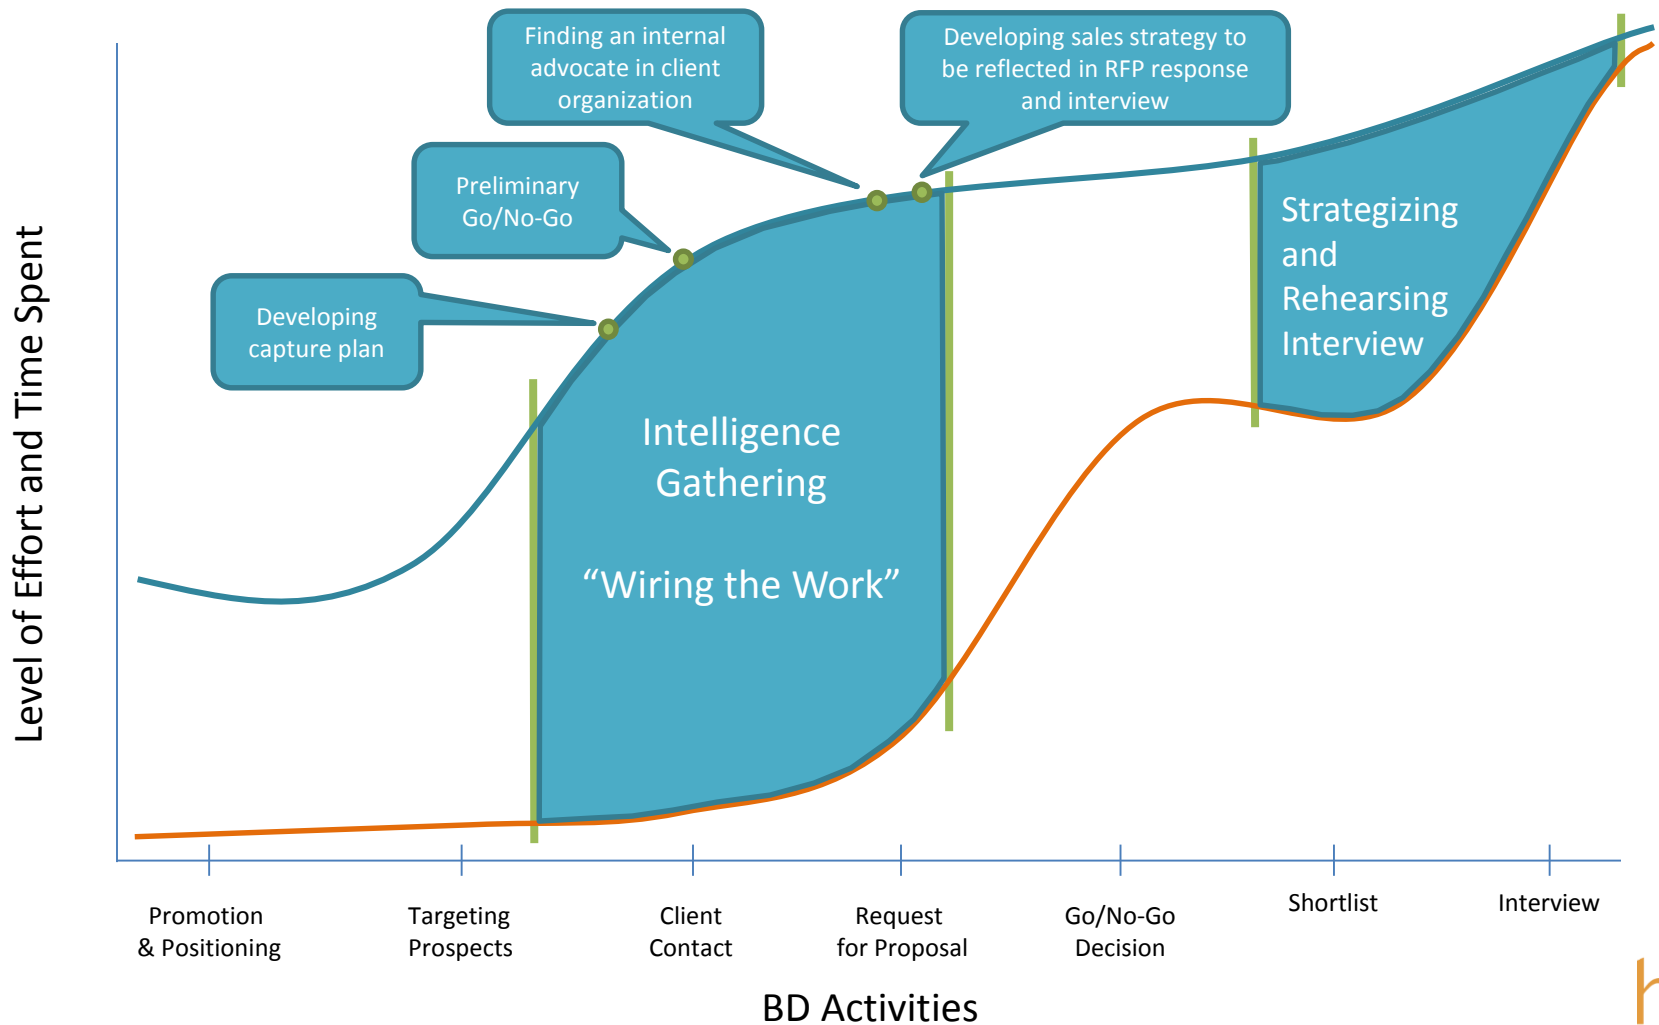 Finding an internal
advocate in client
organization
Developing sales strategy to
be reflected in RFP response
and interview
Preliminary
Go/No-Go
Developing
capture plan
Strategizing
and
Rehearsing
Interview
Intelligence
Gathering
“Wiring the Work”
Level of Effort and Time Spent
Promotion
& Positioning
Targeting
Prospects
Client
Contact
Request
for Proposal
Go/No-Go
Decision
Shortlist
Interview
BD Activities
h